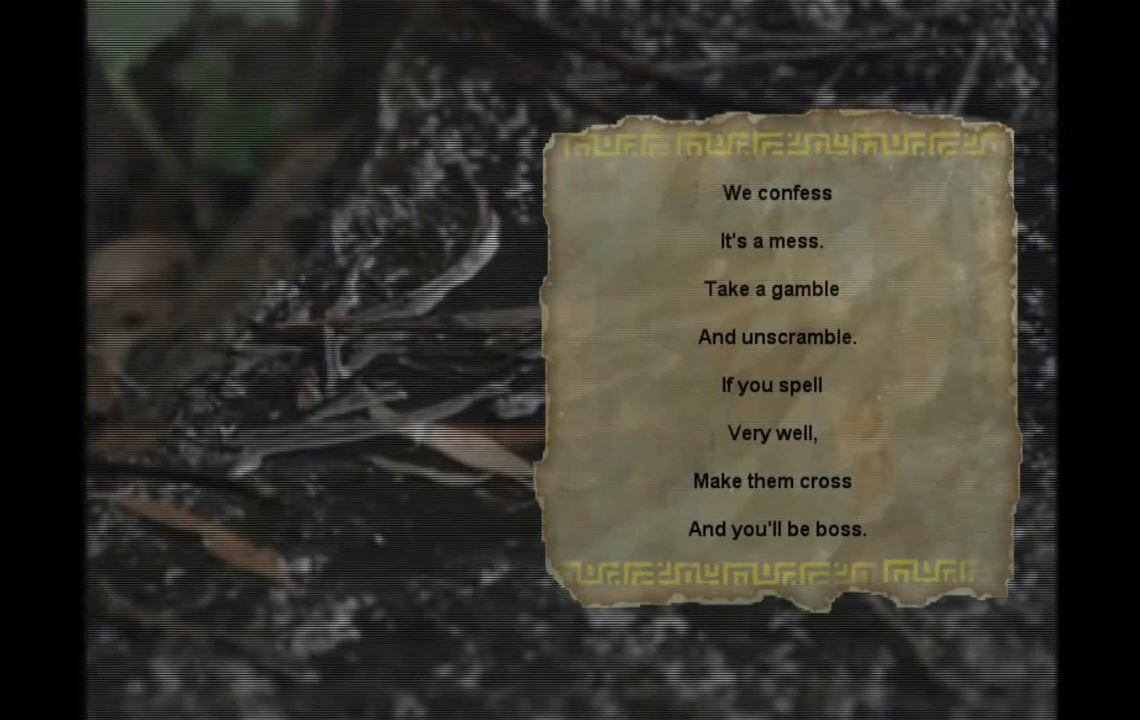 We confess
It's a mess.
Take a gamble
And unscramble.
If you spell
Very well,
Make them cross
And you'll be boss.